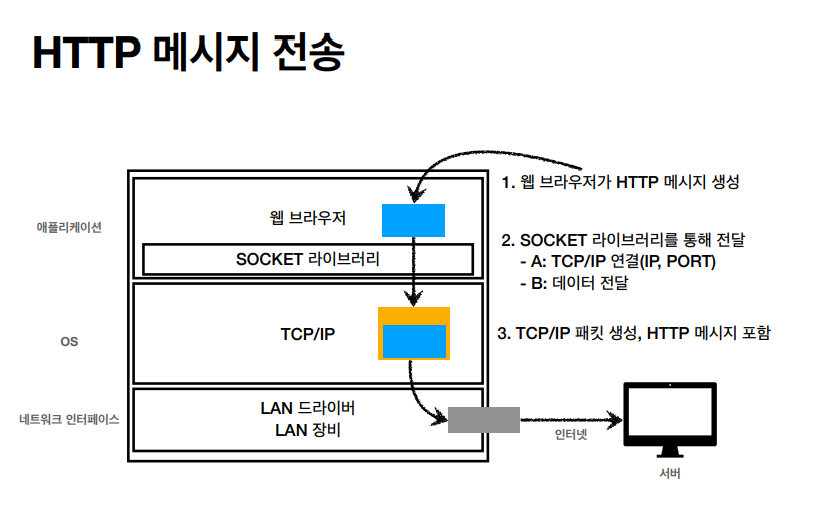 HTTP 메시지 전송
1. 웹 브라우저가 HTTP 메시지 생성
애플리케이션
웹 브라우저
SOCKET 라이브러리
2. SOCKET 라이브러리를 통해 전달
- A: TCP/IP 연결(IP, PORT)
- B: 데이터 전달
OS
TCP/IP
3. TCP/IP 패킷 생성, HTTP 메시지 포함
네트워크 인터페이스
LAN 드라이버
LAN 장비
인터넷
서버